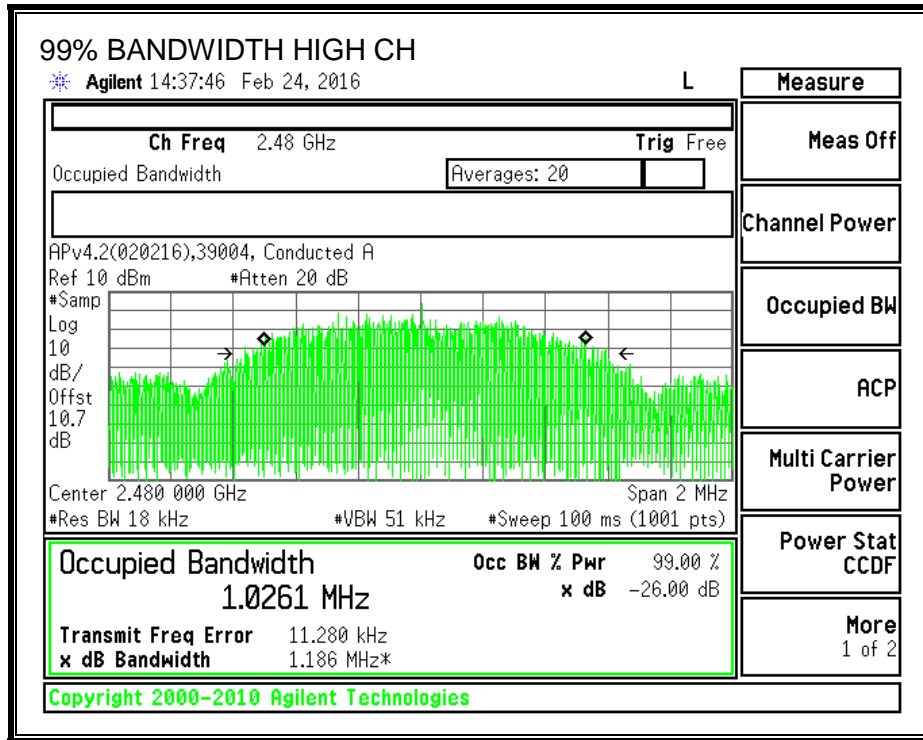 99% BANDWIDTH HIGH CH
Agilent 14:37:46 Feb 24, 2016 L
Measure
Ch Freq 2.48 GHz Trig Free
Meas Off
Occupied Bandwidth Averages: 20
Channel Power
APv4.2(020216),39004, Conducted A
Ref 10 dBm #Atten 20 dB
#Samp
Log
10
dB/
Offst
10.7
dB
Occupied BW
ACP
Multi Carrier
Power
Center 2.480 000 GHz Span 2 MHz
#Res BW 18 kHz #VBW 51 kHz #Sweep 100 ms (1001 pts)
Power Stat
CCDF
Occupied Bandwidth Occ BW % Pwr 99.00 %
1.0261 MHz x dB -26.00 dB
Transmit Freq Error 11.280 kHz
x dB Bandwidth 1.186 MHz*
More
1 of 2
Copyright 2000-2010 Agilent Technologies